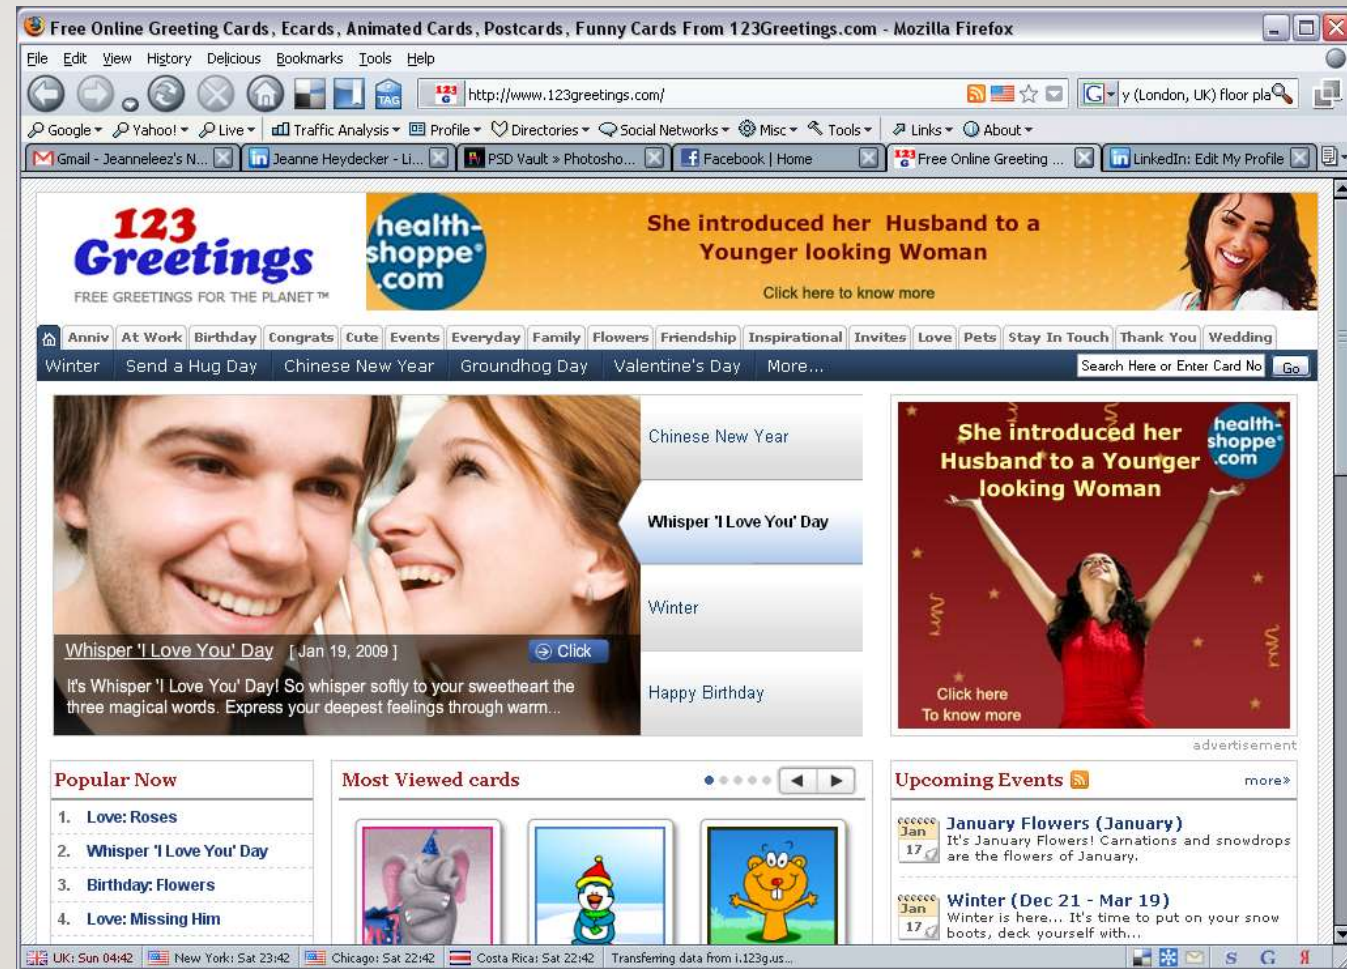 Free Online Greeting Cards, Ecards, Animated Cards, Postcards, Funny Cards From 123Greetings.com - Mozilla Firefox
File Edit View History Delicious Bookmarks Tools Help
TAG 123 G http://www.123greetings.com/ G y (London, UK) floor pla
Google Yahoo! Live Traffic Analysis Profile Directories Social Networks Misc Tools Links About
Gmail - Jeanneleez's N... Jeanne Heydecker - Li... PSD Vault » Photosho... Facebook | Home Free Online Greeting ... LinkedIn: Edit My Profile
123
Greetings
FREE GREETINGS FOR THE PLANET ™
health-
shoppe®
.com
She introduced her Husband to a
Younger looking Woman
Click here to know more
Anniv At Work Birthday Congrats Cute Events Everyday Family Flowers Friendship Inspirational Invites Love Pets Stay In Touch Thank You Wedding
Winter Send a Hug Day Chinese New Year Groundhog Day Valentine's Day More... Search Here or Enter Card No Go
Whisper 'I Love You' Day [ Jan 19, 2009 ] Click
It's Whisper 'I Love You' Day! So whisper softly to your sweetheart the
three magical words. Express your deepest feelings through warm...
Chinese New Year
Whisper 'I Love You' Day
Winter
Happy Birthday
She introduced her
Husband to a Younger
looking Woman
health-
shoppe®
.com
Click here
To know more
advertisement
Popular Now
1. Love: Roses
2. Whisper 'I Love You' Day
3. Birthday: Flowers
4. Love: Missing Him
Most Viewed cards
Upcoming Events more»
Jan 17
January Flowers (January)
It's January Flowers! Carnations and snowdrops
are the flowers of January.
Jan 17
Winter (Dec 21 - Mar 19)
Winter is here... It's time to put on your snow
boots, deck yourself with...
UK: Sun 04:42 New York: Sat 23:42 Chicago: Sat 22:42 Costa Rica: Sat 22:42 Transferring data from i.123g.us... S G Я